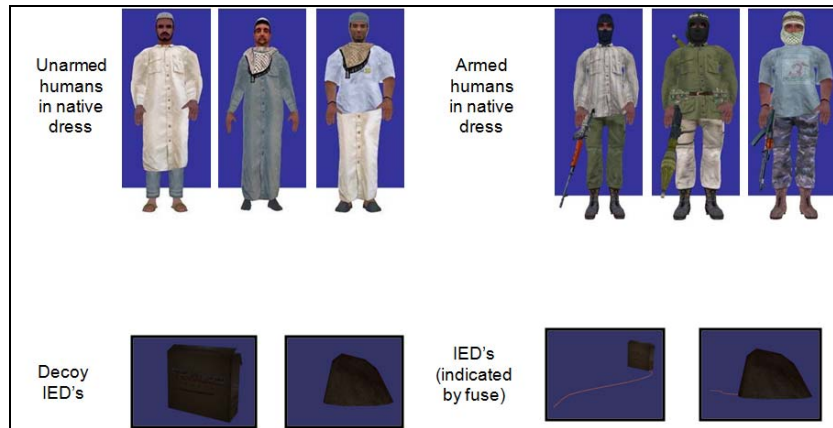 Unarmed
humans
in native
dress
Armed
humans
in native
dress
Decoy
IED's
IED's
(indicated
by fuse)